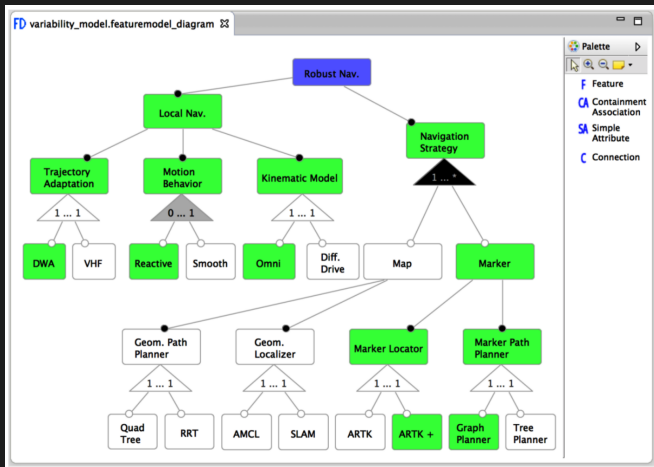 FD variability_model.featuremodel_diagram
Palette
F Feature
CA Containment
Association
SA Simple
Attribute
C Connection
Robust Nav.
Local Nav.
Navigation
Strategy
1 ... *
Trajectory
Adaptation
Motion
Behavior
Kinematic Model
1 ... 1
0 ... 1
1 ... 1
DWA
VHF
Reactive
Smooth
Omni
Diff.
Drive
Map
Marker
Geom. Path
Planner
Geom.
Localizer
Marker Locator
Marker Path
Planner
1 ... 1
1 ... 1
1 ... 1
1 ... 1
Quad
Tree
RRT
AMCL
SLAM
ARTK
ARTK +
Graph
Planner
Tree
Planner